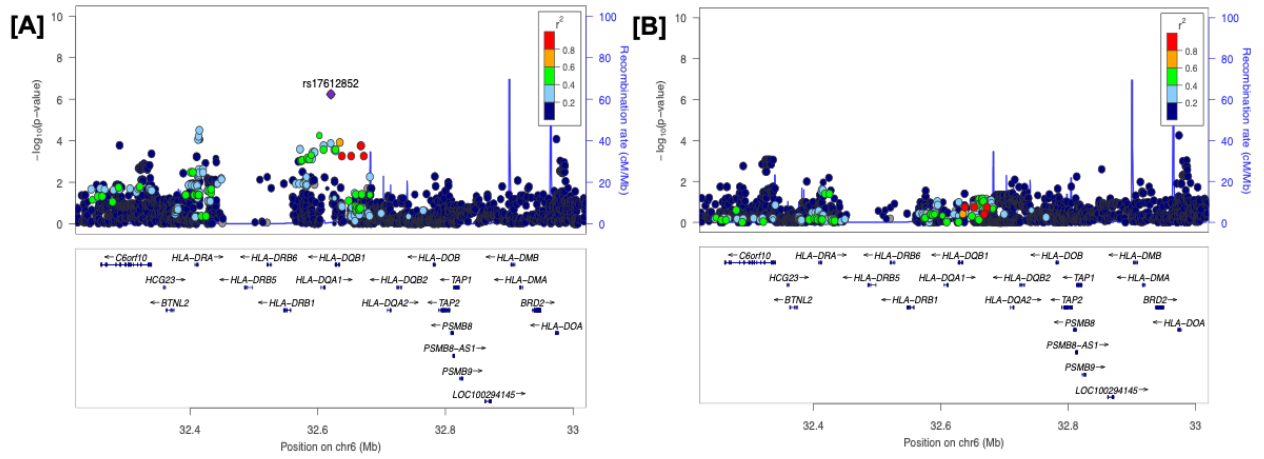 [A]
10
8
6
4
2
0
−log10(p−value)
rs17612852
r2
0.8
0.6
0.4
0.2
100
80
60
40
20
0
Recombination rate (cM/Mb)
←C6orf10
HLA−DRA→
←HLA−DRB6
←HLA−DQB1
←HLA−DOB
←HLA−DMB
HCG23→
←HLA−DRB5
HLA−DQA1→
←HLA−DQB2
←TAP1
←HLA−DMA
←BTNL2
←HLA−DRB1
HLA−DQA2→
←TAP2
BRD2→
←PSMB8
←HLA−DOA
PSMB8−AS1→
PSMB9→
LOC100294145→
32.4
32.6
32.8
33
Position on chr6 (Mb)
[B]
10
8
6
4
2
0
−log10(p−value)
r2
0.8
0.6
0.4
0.2
100
80
60
40
20
0
Recombination rate (cM/Mb)
←C6orf10
HLA−DRA→
←HLA−DRB6
←HLA−DQB1
←HLA−DOB
←HLA−DMB
HCG23→
←HLA−DRB5
HLA−DQA1→
←HLA−DQB2
←TAP1
←HLA−DMA
←BTNL2
←HLA−DRB1
HLA−DQA2→
←TAP2
BRD2→
←PSMB8
←HLA−DOA
PSMB8−AS1→
PSMB9→
LOC100294145→
32.4
32.6
32.8
33
Position on chr6 (Mb)